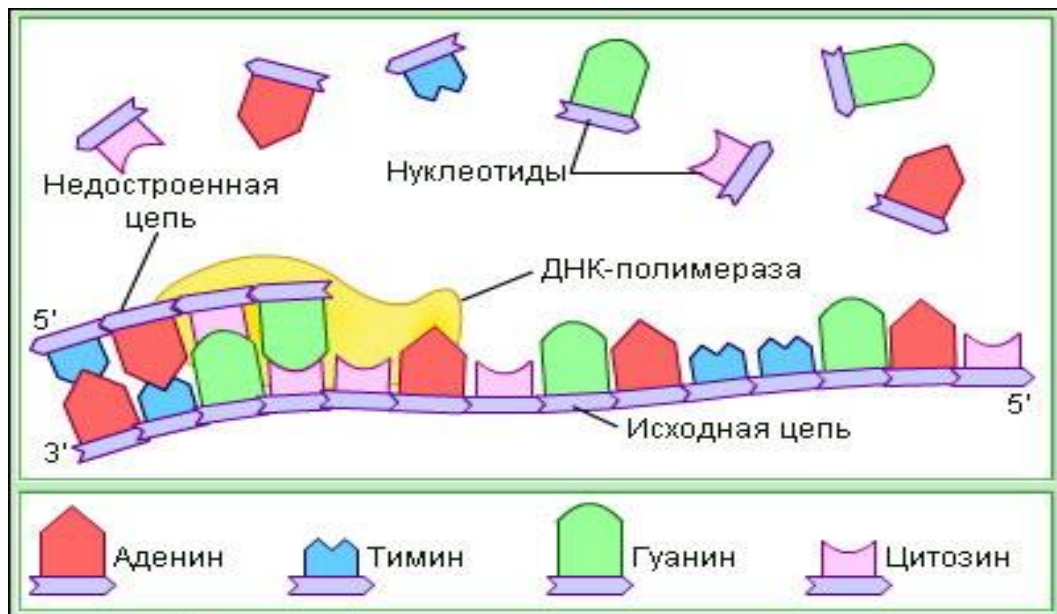 Недостроенная
цепь
Нуклеотиды
ДНК-полимераза
5'
3'
Исходная цепь
5'
Аденин
Тимин
Гуанин
Цитозин